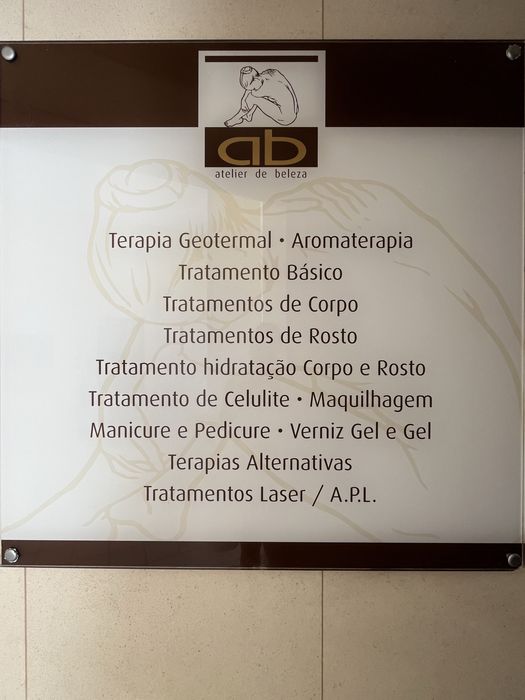 ab
atelier de beleza
Terapia Geotermal • Aromaterapia
Tratamento Básico
Tratamentos de Corpo
Tratamentos de Rosto
Tratamento hidratação Corpo e Rosto
Tratamento de Celulite • Maquilhagem
Manicure e Pedicure • Verniz Gel e Gel
Terapias Alternativas
Tratamentos Laser / A.P.L.